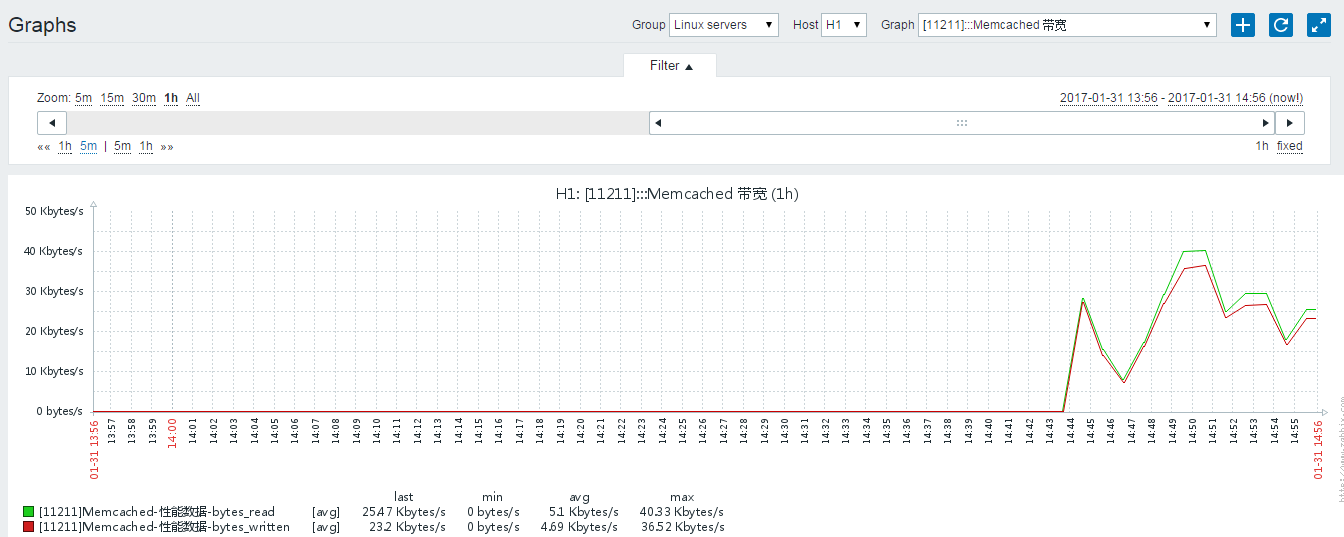 Graphs Group Linux servers Host H1 Graph [11211]:::Memcached 带宽
Filter
Zoom: 5m 15m 30m 1h All 2017-01-31 13:56 - 2017-01-31 14:56 (now!)
«« 1h 5m | 5m 1h »» 1h fixed
H1: [11211]:::Memcached 带宽 (1h)
50 Kbytes/s
40 Kbytes/s
30 Kbytes/s
20 Kbytes/s
10 Kbytes/s
0 bytes/s
01-31 13:56 13:57 13:58 13:59 14:00 14:01 14:02 14:03 14:04 14:05 14:06 14:07 14:08 14:09 14:10 14:11 14:12 14:13 14:14 14:15 14:16 14:17 14:18 14:19 14:20 14:21 14:22 14:23 14:24 14:25 14:26 14:27 14:28 14:29 14:30 14:31 14:32 14:33 14:34 14:35 14:36 14:37 14:38 14:39 14:40 14:41 14:42 14:43 14:44 14:45 14:46 14:47 14:48 14:49 14:50 14:51 14:52 14:53 14:54 14:55 01-31 14:56
last min avg max
[11211]Memcached-性能数据-bytes_read [avg] 25.47 Kbytes/s 0 bytes/s 5.1 Kbytes/s 40.33 Kbytes/s
[11211]Memcached-性能数据-bytes_written [avg] 23.2 Kbytes/s 0 bytes/s 4.69 Kbytes/s 36.52 Kbytes/s